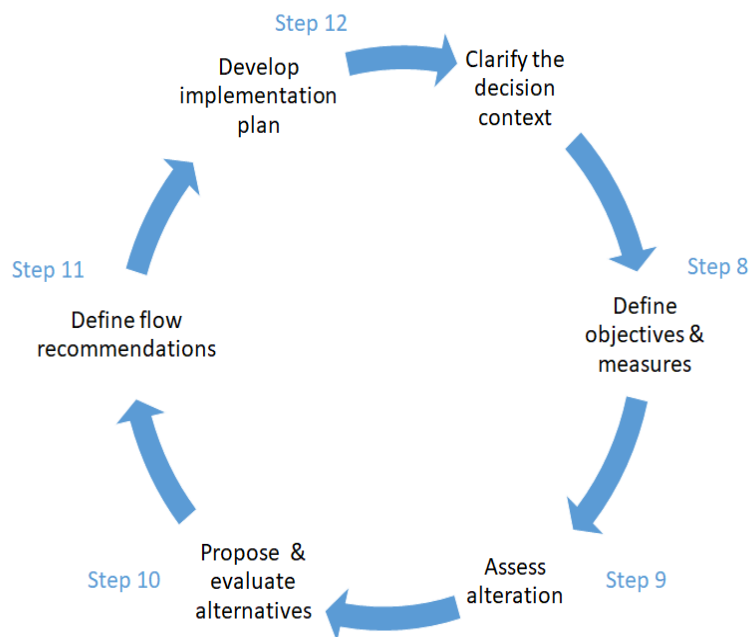 Step 12
Clarify the
decision
context
Step 8
Define
objectives &
measures
Step 9
Assess
alteration
Step 10
Propose &
evaluate
alternatives
Step 11
Define flow
recommendations
Develop
implementation
plan